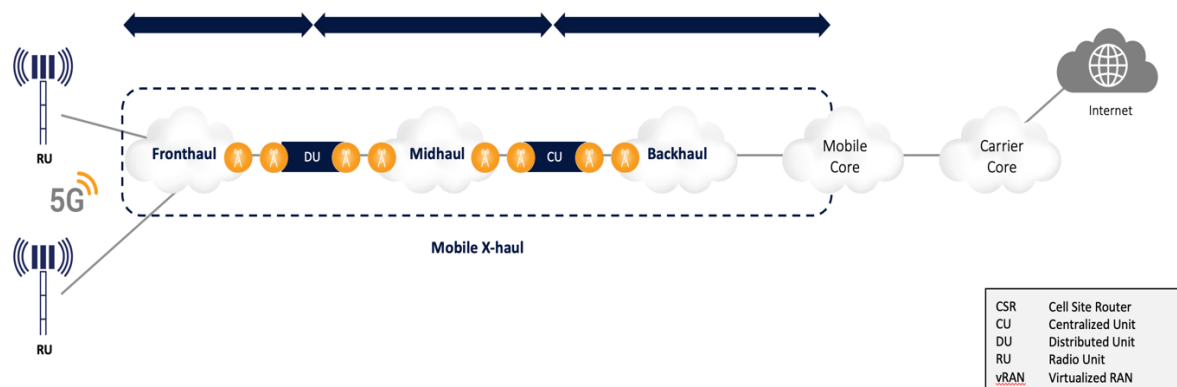 RU
5G
RU
Fronthaul
DU
Midhaul
CU
Backhaul
Mobile
Core
Carrier
Core
Internet
Mobile X-haul
CSR Cell Site Router
CU Centralized Unit
DU Distributed Unit
RU Radio Unit
vRAN Virtualized RAN